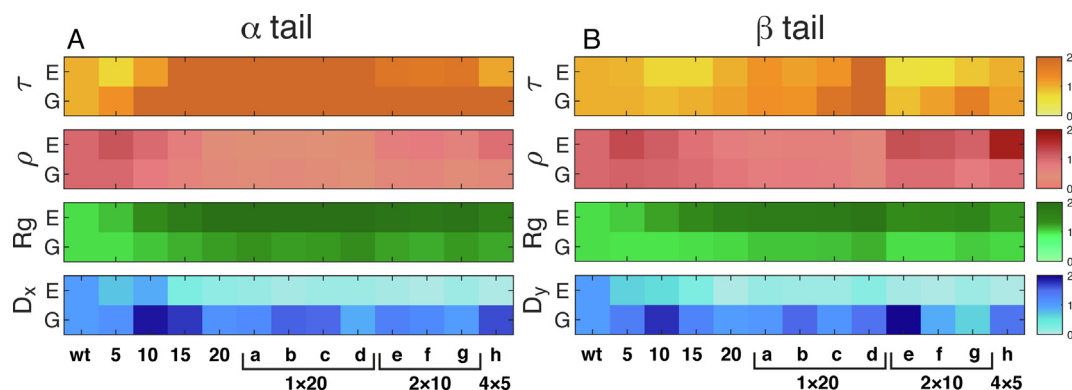 A α tail
τ E G
ρ E G
Rg E G
Dx E G
wt 5 10 15 20 a b c d e f g h
1×20 2×10 4×5
B β tail
τ E G 2 1 0
ρ E G 2 1 0
Rg E G 2 1 0
Dy E G 2 1 0
wt 5 10 15 20 a b c d e f g h
1×20 2×10 4×5